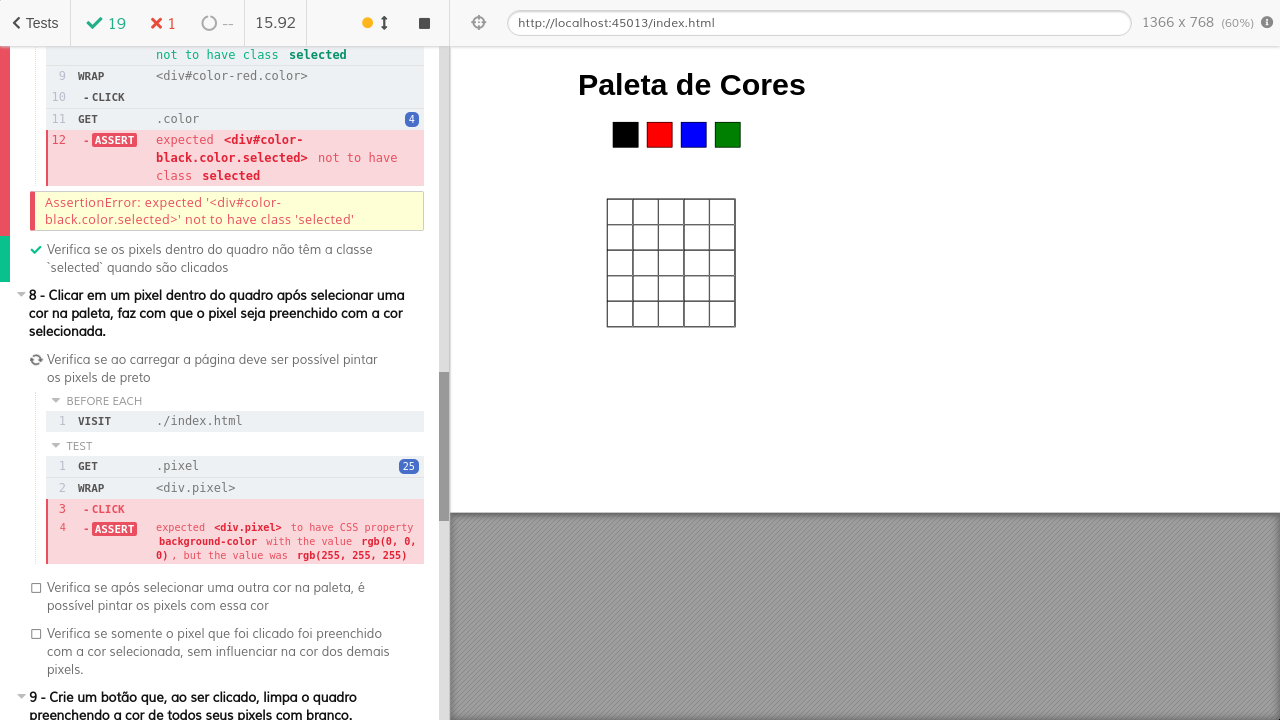 Tests
19
1
--
15.92
http://localhost:45013/index.html
1366 x 768 (60%)
not to have class selected
9 WRAP <div#color-red.color>
10 -CLICK
11 GET .color 4
12 -ASSERT expected <div#color-
black.color.selected> not to have
class selected
AssertionError: expected '<div#color-
black.color.selected>' not to have class 'selected'
Verifica se os pixels dentro do quadro não têm a classe
`selected` quando são clicados
8 - Clicar em um pixel dentro do quadro após selecionar uma
cor na paleta, faz com que o pixel seja preenchido com a cor
selecionada.
Verifica se ao carregar a página deve ser possível pintar
os pixels de preto
BEFORE EACH
1 VISIT ./index.html
TEST
1 GET .pixel 25
2 WRAP <div.pixel>
3 -CLICK
4 -ASSERT expected <div.pixel> to have CSS property
background-color with the value rgb(0, 0,
0), but the value was rgb(255, 255, 255)
Verifica se após selecionar uma outra cor na paleta, é
possível pintar os pixels com essa cor
Verifica se somente o pixel que foi clicado foi preenchido
com a cor selecionada, sem influenciar na cor dos demais
pixels.
9 - Crie um botão que, ao ser clicado, limpa o quadro
preenchendo a cor de todos seus pixels com branco.
Paleta de Cores